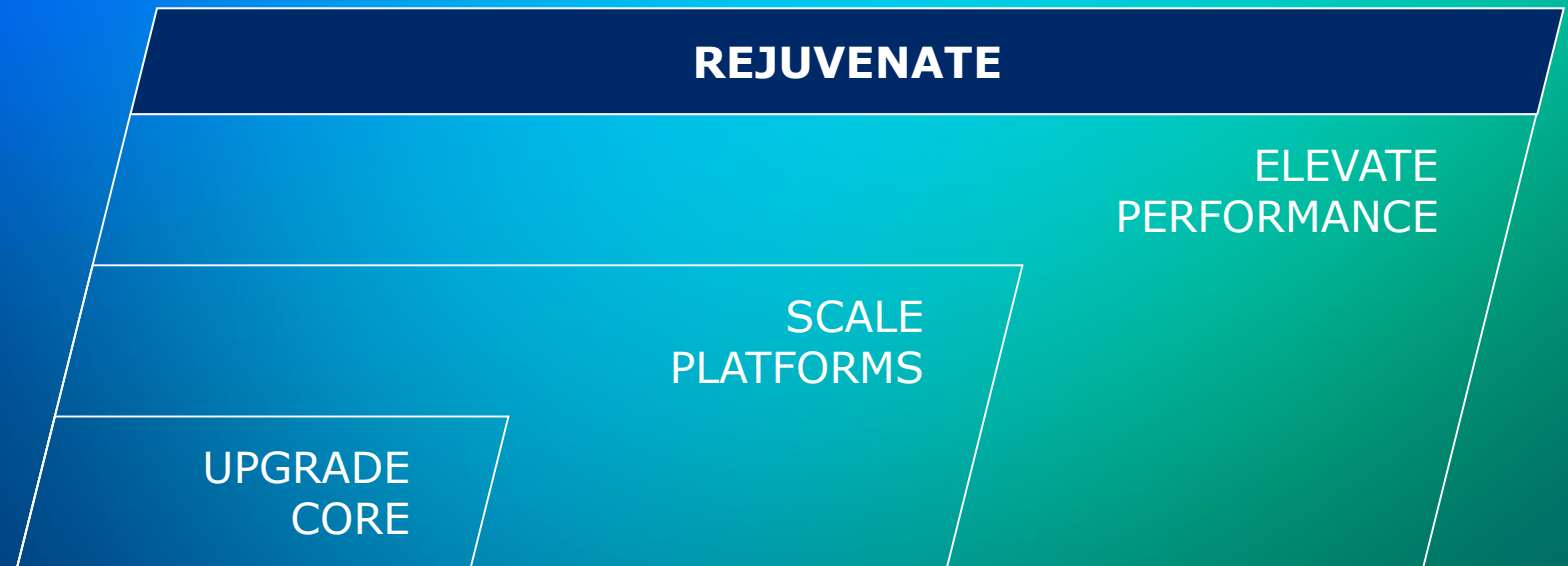 REJUVENATE
ELEVATE
PERFORMANCE
SCALE
PLATFORMS
UPGRADE
CORE